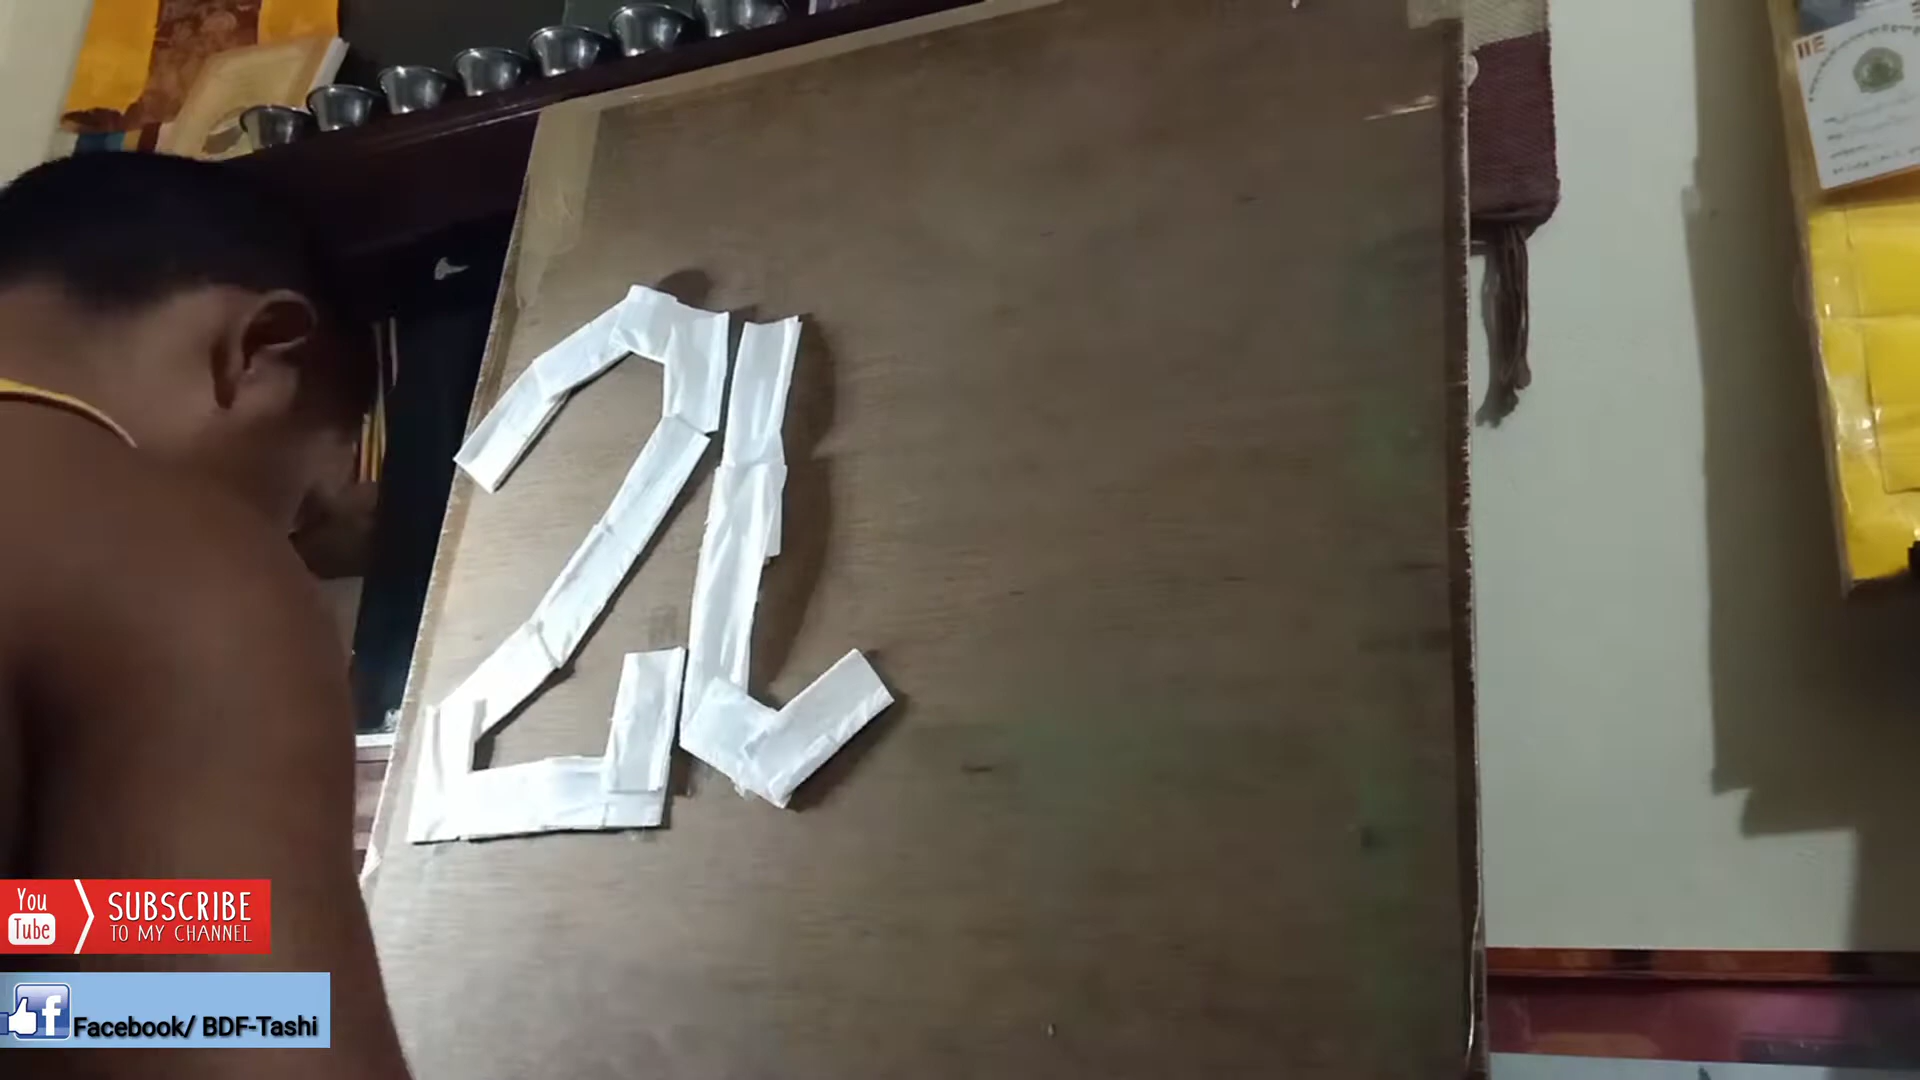 2L
You
Tube
SUBSCRIBE
TO MY CHANNEL
f
Facebook/ BDF-Tashi